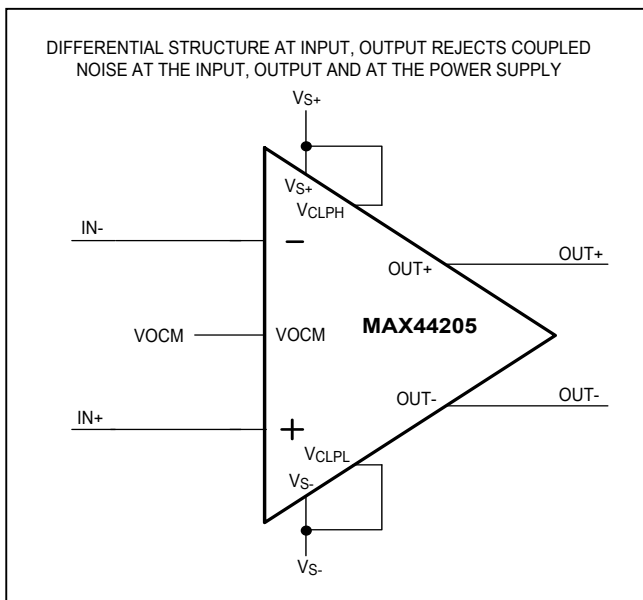 DIFFERENTIAL STRUCTURE AT INPUT, OUTPUT REJECTS COUPLED
NOISE AT THE INPUT, OUTPUT AND AT THE POWER SUPPLY
VS+
VS+
VCLPH
IN-
−
OUT+
OUT+
VOCM
VOCM
MAX44205
OUT-
OUT-
IN+
+
VCLPL
VS-
VS-